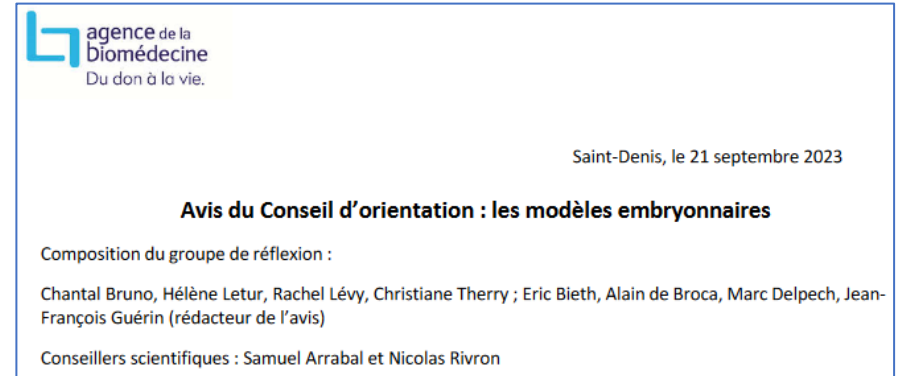 agence de la
biomédecine
Du don à la vie.
Saint-Denis, le 21 septembre 2023
Avis du Conseil d'orientation : les modèles embryonnaires
Composition du groupe de réflexion :
Chantal Bruno, Hélène Letur, Rachel Lévy, Christiane Therry ; Eric Bieth, Alain de Broca, Marc Delpech, Jean-
François Guérin (rédacteur de l'avis)
Conseillers scientifiques : Samuel Arrabal et Nicolas Rivron